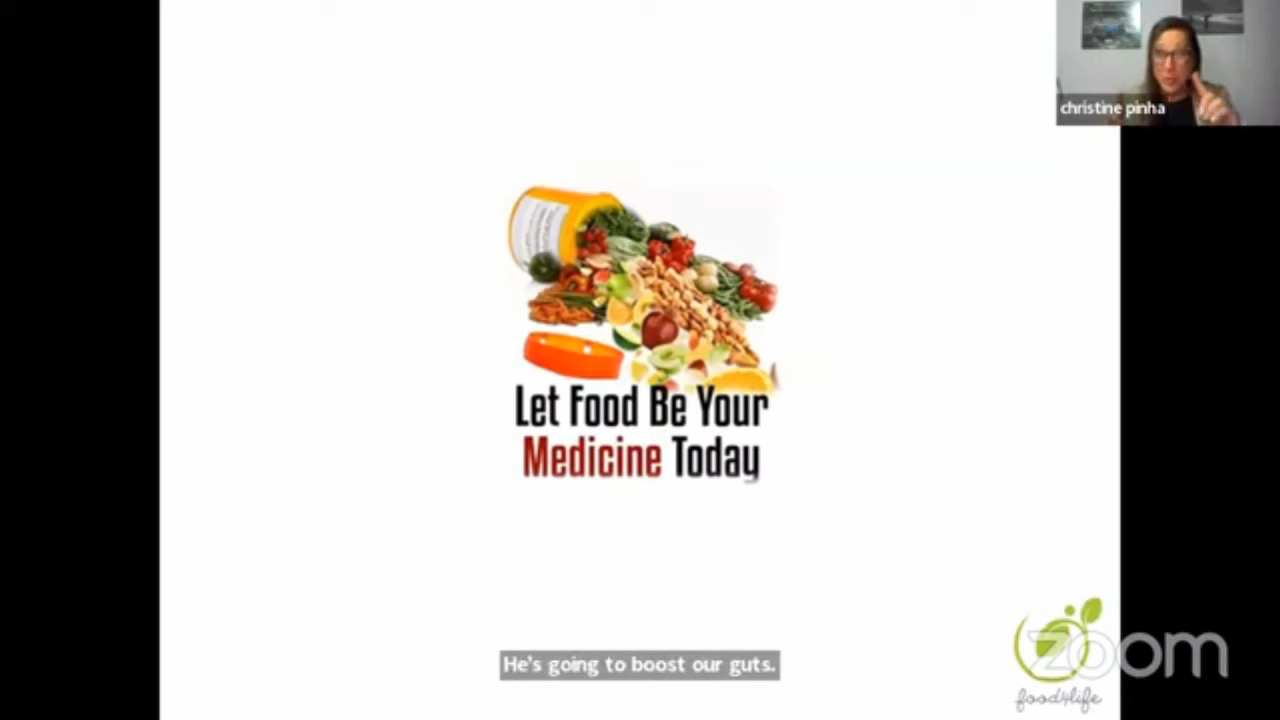 christine pinha
Let Food Be Your
Medicine Today
He's going to boost our guts.
zoom
food4life